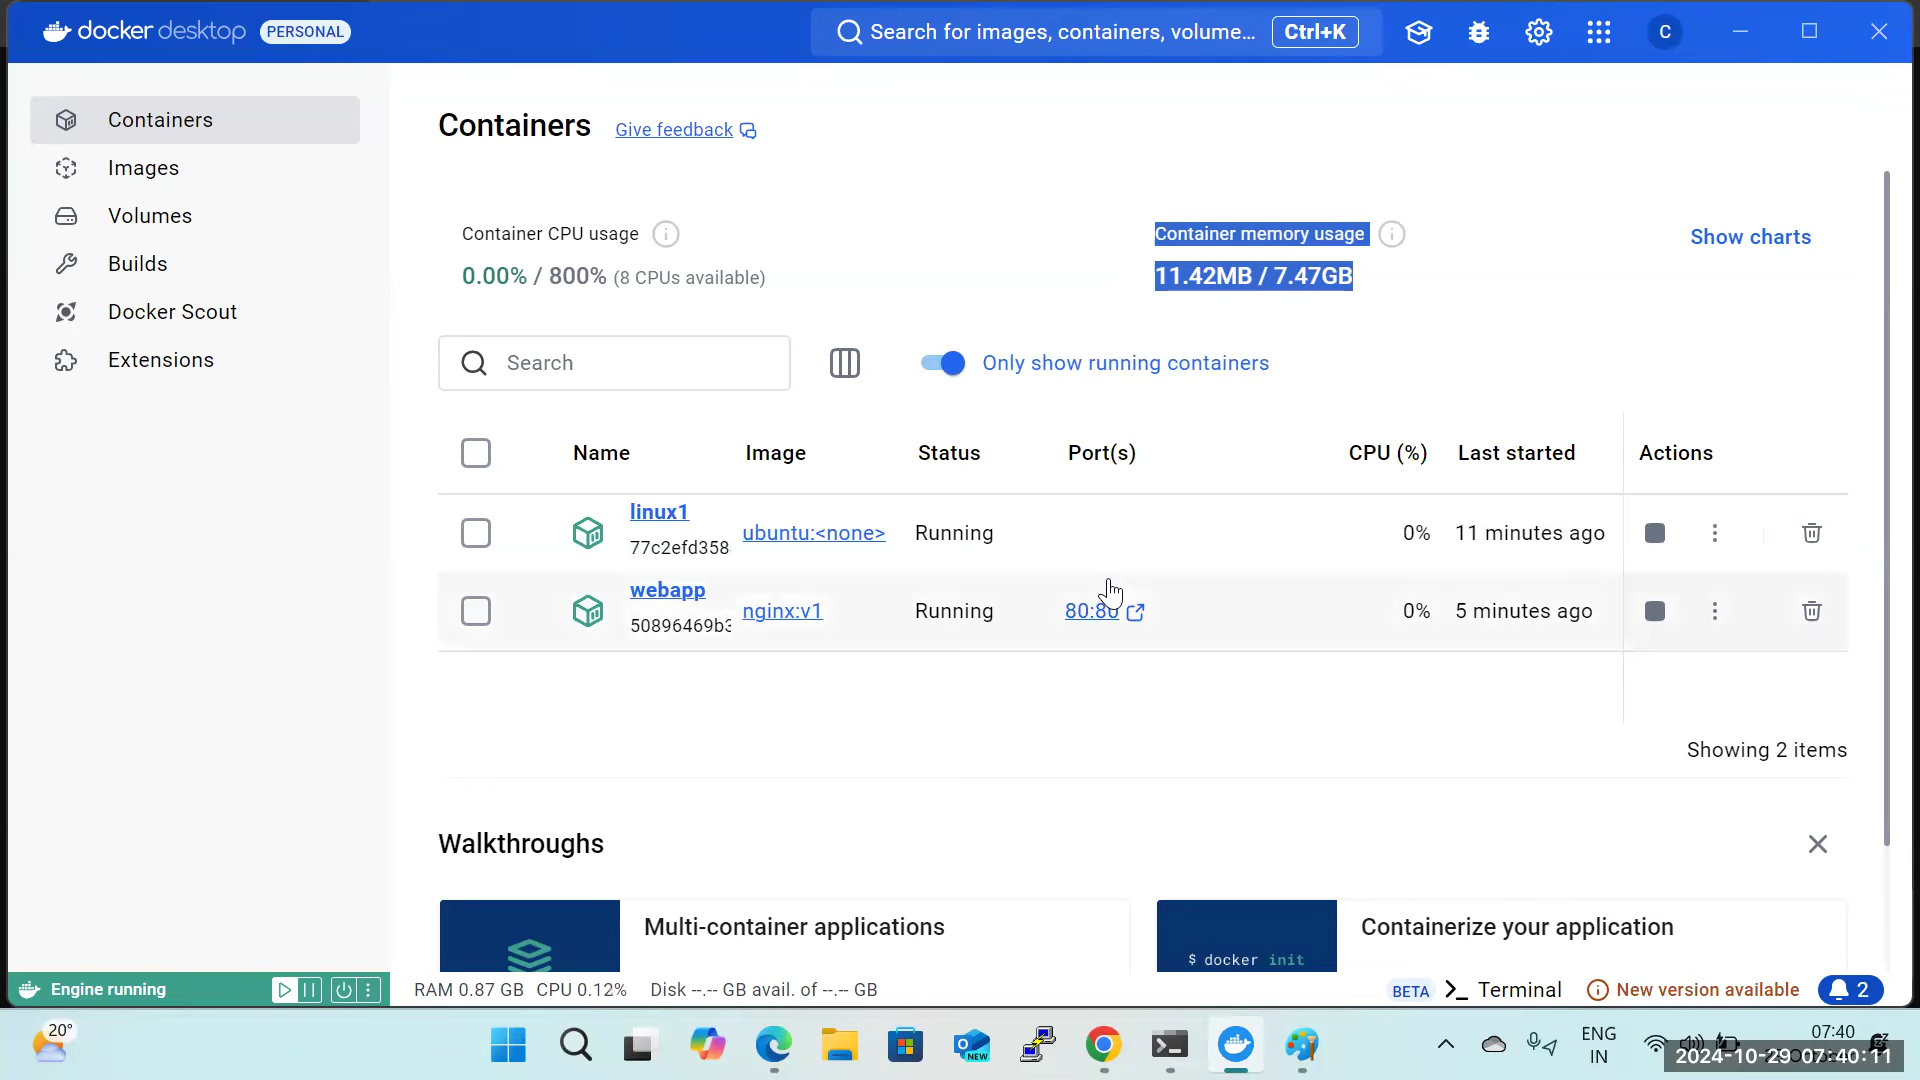 docker desktop PERSONAL
Search for images, containers, volume... Ctrl+K
C
Containers
Images
Volumes
Builds
Docker Scout
Extensions
Containers Give feedback
Container CPU usage
0.00% / 800% (8 CPUs available)
Container memory usage
11.42MB / 7.47GB
Show charts
Search
Only show running containers
Name Image Status Port(s) CPU (%) Last started Actions
linux1
77c2efd358
ubuntu:<none> Running 0% 11 minutes ago
webapp
50896469b3
nginx:v1 Running 80:80 0% 5 minutes ago
Showing 2 items
Walkthroughs
Multi-container applications
Containerize your application
$ docker init
Engine running
RAM 0.87 GB CPU 0.12% Disk --.-- GB avail. of --.-- GB
BETA >_ Terminal New version available 2
20°
NEW
ENG
IN
07:40
2024-10-29 07:40:11